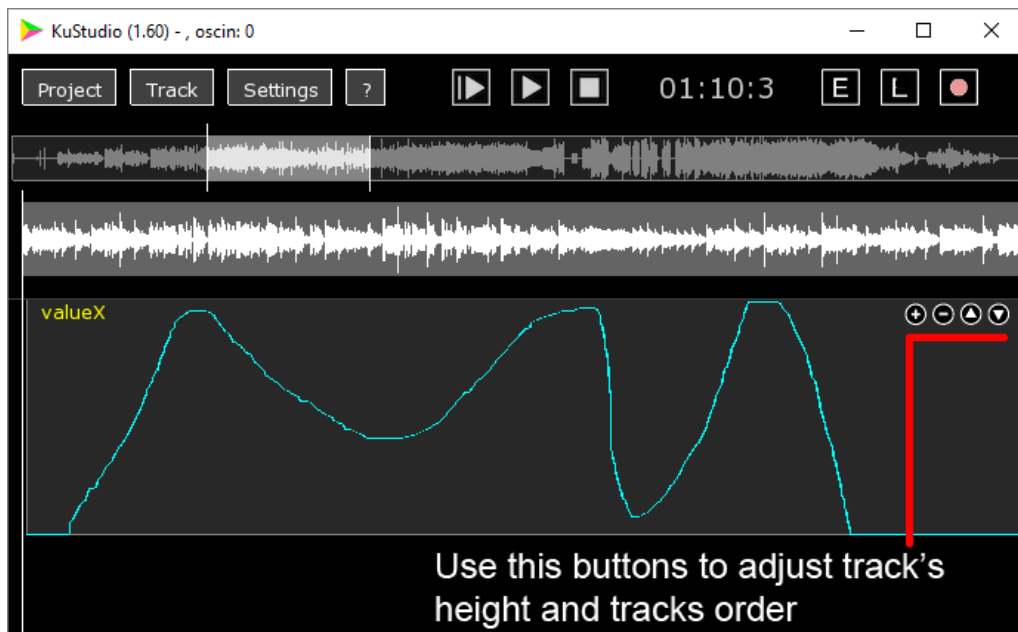 KuStudio (1.60) - , oscin: 0
Project Track Settings ? 01:10:3 E L
valueX
Use this buttons to adjust track's
height and tracks order